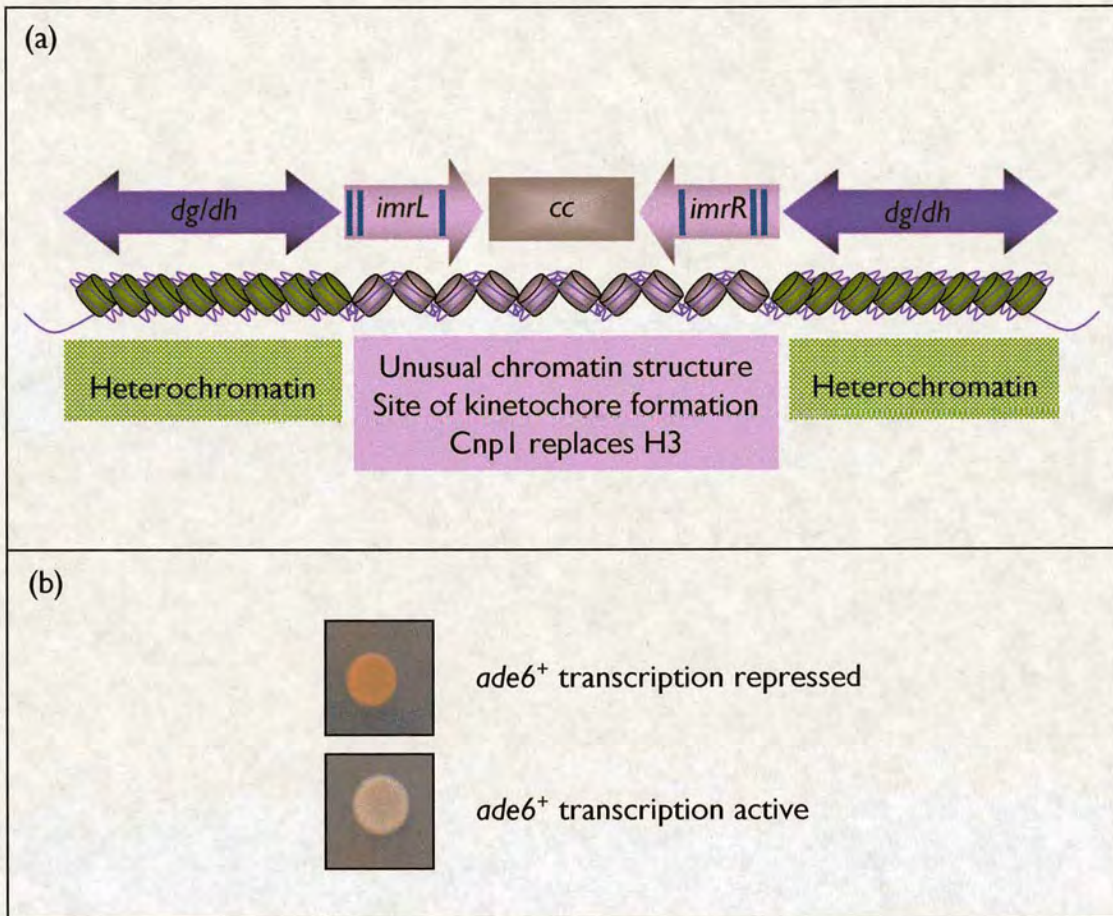 (a)
dg/dh imrL cc imrR dg/dh
Heterochromatin
Unusual chromatin structure
Site of kinetochore formation
Cnp1 replaces H3
Heterochromatin
(b)
ade6+ transcription repressed
ade6+ transcription active